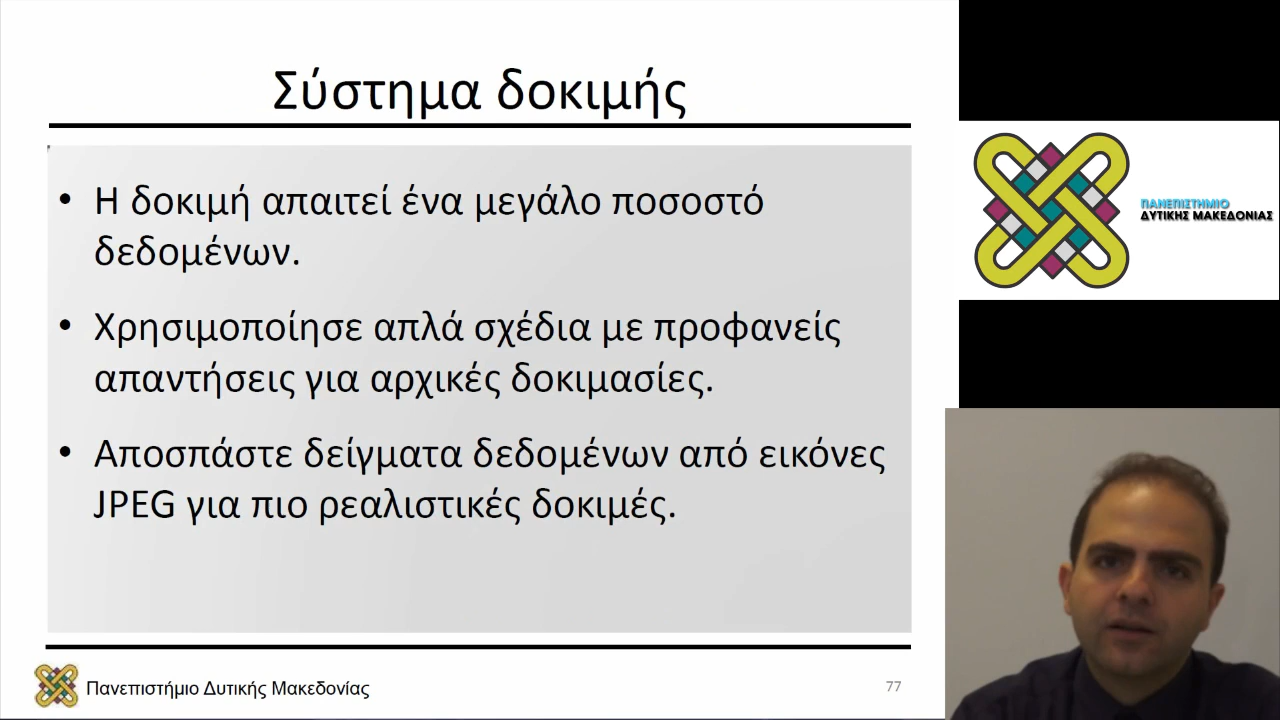 Σύστημα δοκιμής
• Η δοκιμή απαιτεί ένα μεγάλο ποσοστό
δεδομένων.
• Χρησιμοποίησε απλά σχέδια με προφανείς
απαντήσεις για αρχικές δοκιμασίες.
• Αποσπάστε δείγματα δεδομένων από εικόνες
JPEG για πιο ρεαλιστικές δοκιμές.
Πανεπιστήμιο Δυτικής Μακεδονίας
77
ΠΑΝΕΠΙΣΤΗΜΙΟ
ΔΥΤΙΚΗΣ ΜΑΚΕΔΟΝΙΑΣ